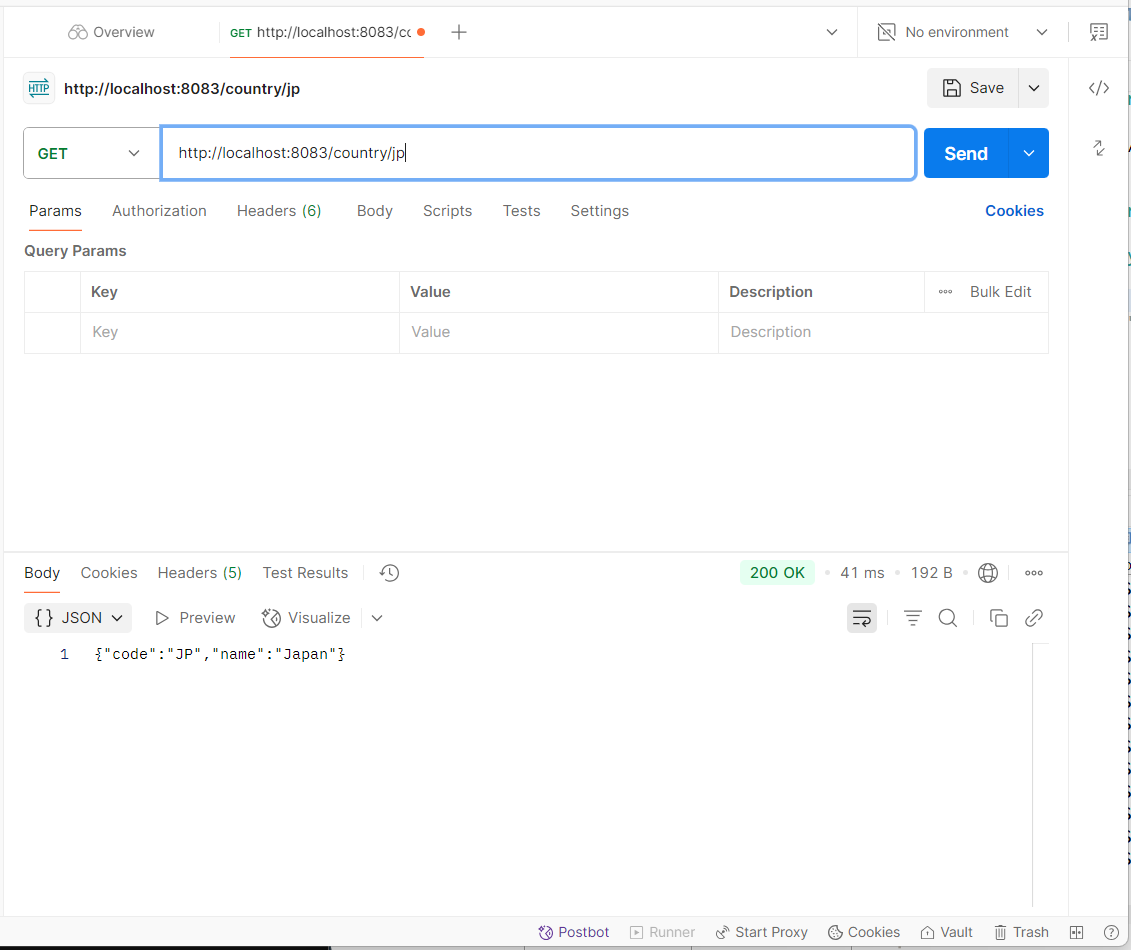 Overview
GET http://localhost:8083/cc
No environment
HTTP http://localhost:8083/country/jp
Save
GET
http://localhost:8083/country/jp
Send
Params Authorization Headers (6) Body Scripts Tests Settings Cookies
Query Params
Key Value Description Bulk Edit
Key Value Description
Body Cookies Headers (5) Test Results 200 OK 41 ms 192 B
{} JSON Preview Visualize
1 {"code":"JP","name":"Japan"}
Postbot Runner Start Proxy Cookies Vault Trash